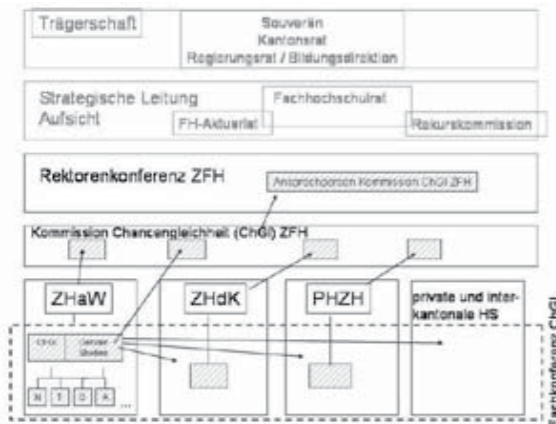 Trägerschaft
Souverän
Kantonsrat
Regierungsrat / Bildungsdirektion
Strategische Leitung
Aufsicht
Fachhochschulrat
FH-Aktuariat
Rekurskommission
Rektorenkonferenz ZFH
Ansprechperson Kommission ChGl ZFH
Kommission Chancengleichheit (ChGl) ZFH
ZHaW
ZHdK
PHZH
private und inter-
kantonale HS
ChGl
Gender
Studies
N T D A ...
Fachkonferenz ChGl